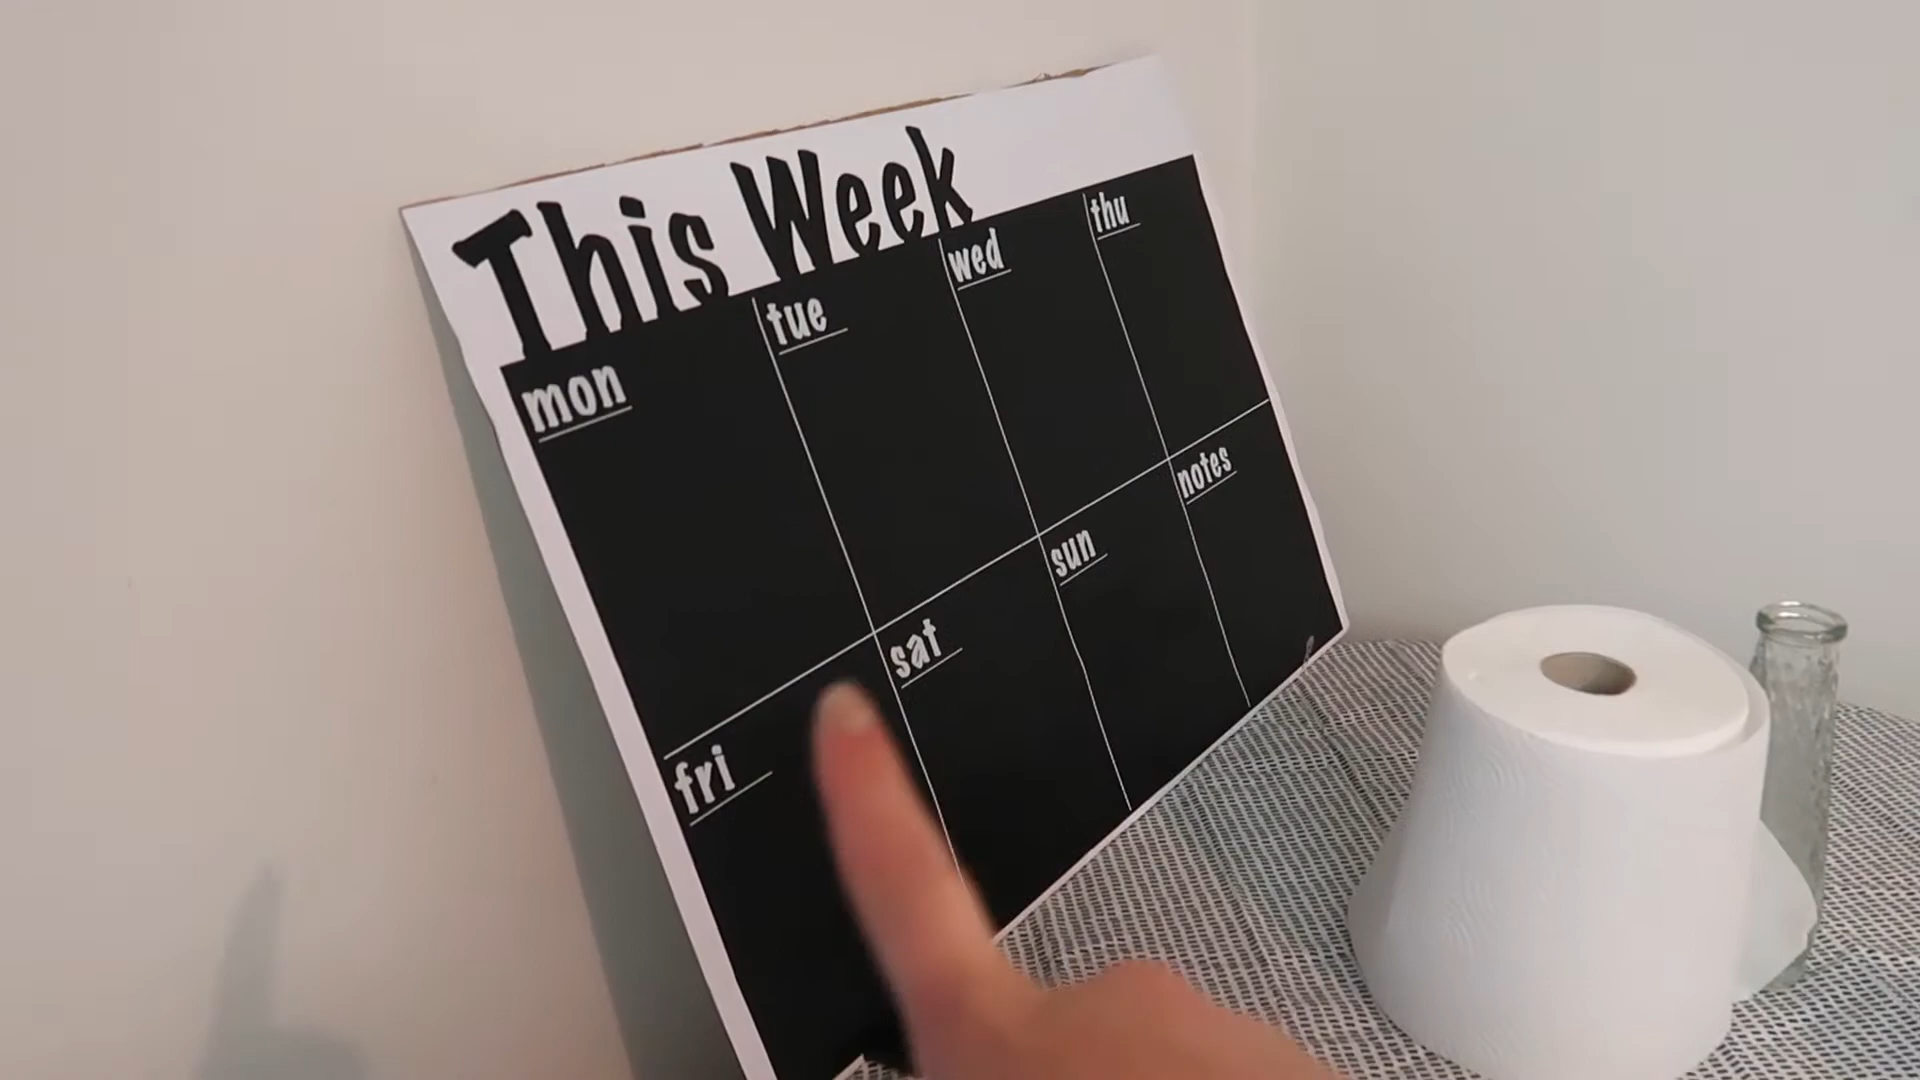 This Week
mon
tue
wed
thu
fri
sat
sun
notes